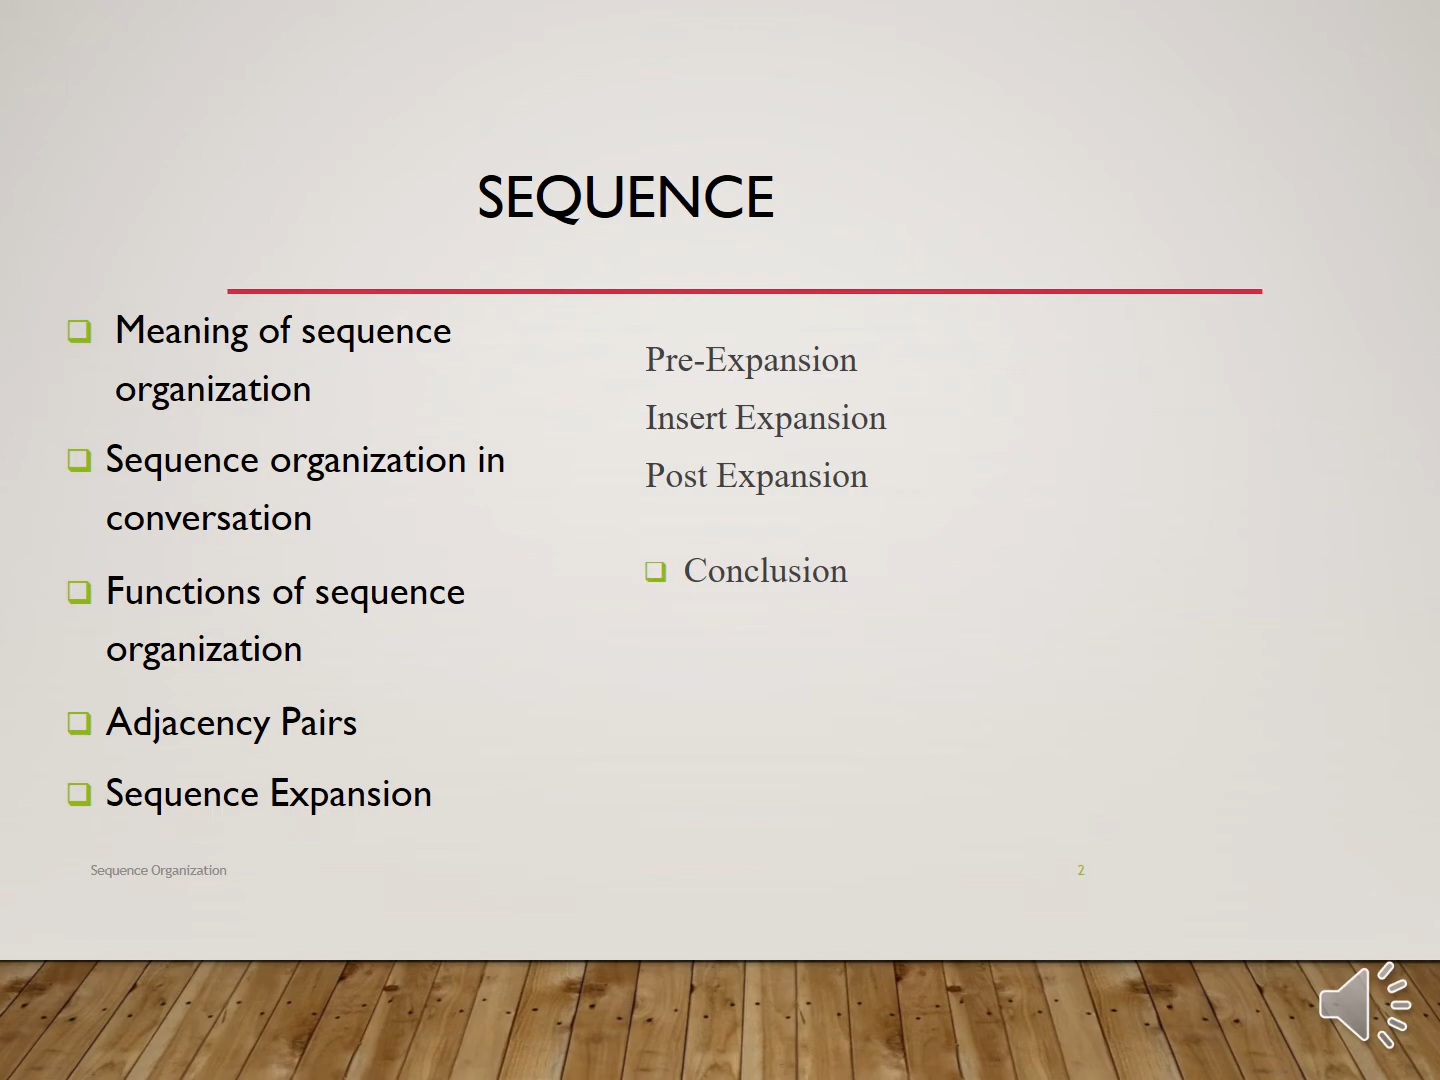 SEQUENCE
Meaning of sequence
organization
Sequence organization in
conversation
Functions of sequence
organization
Adjacency Pairs
Sequence Expansion
Pre-Expansion
Insert Expansion
Post Expansion
Conclusion
Sequence Organization
2